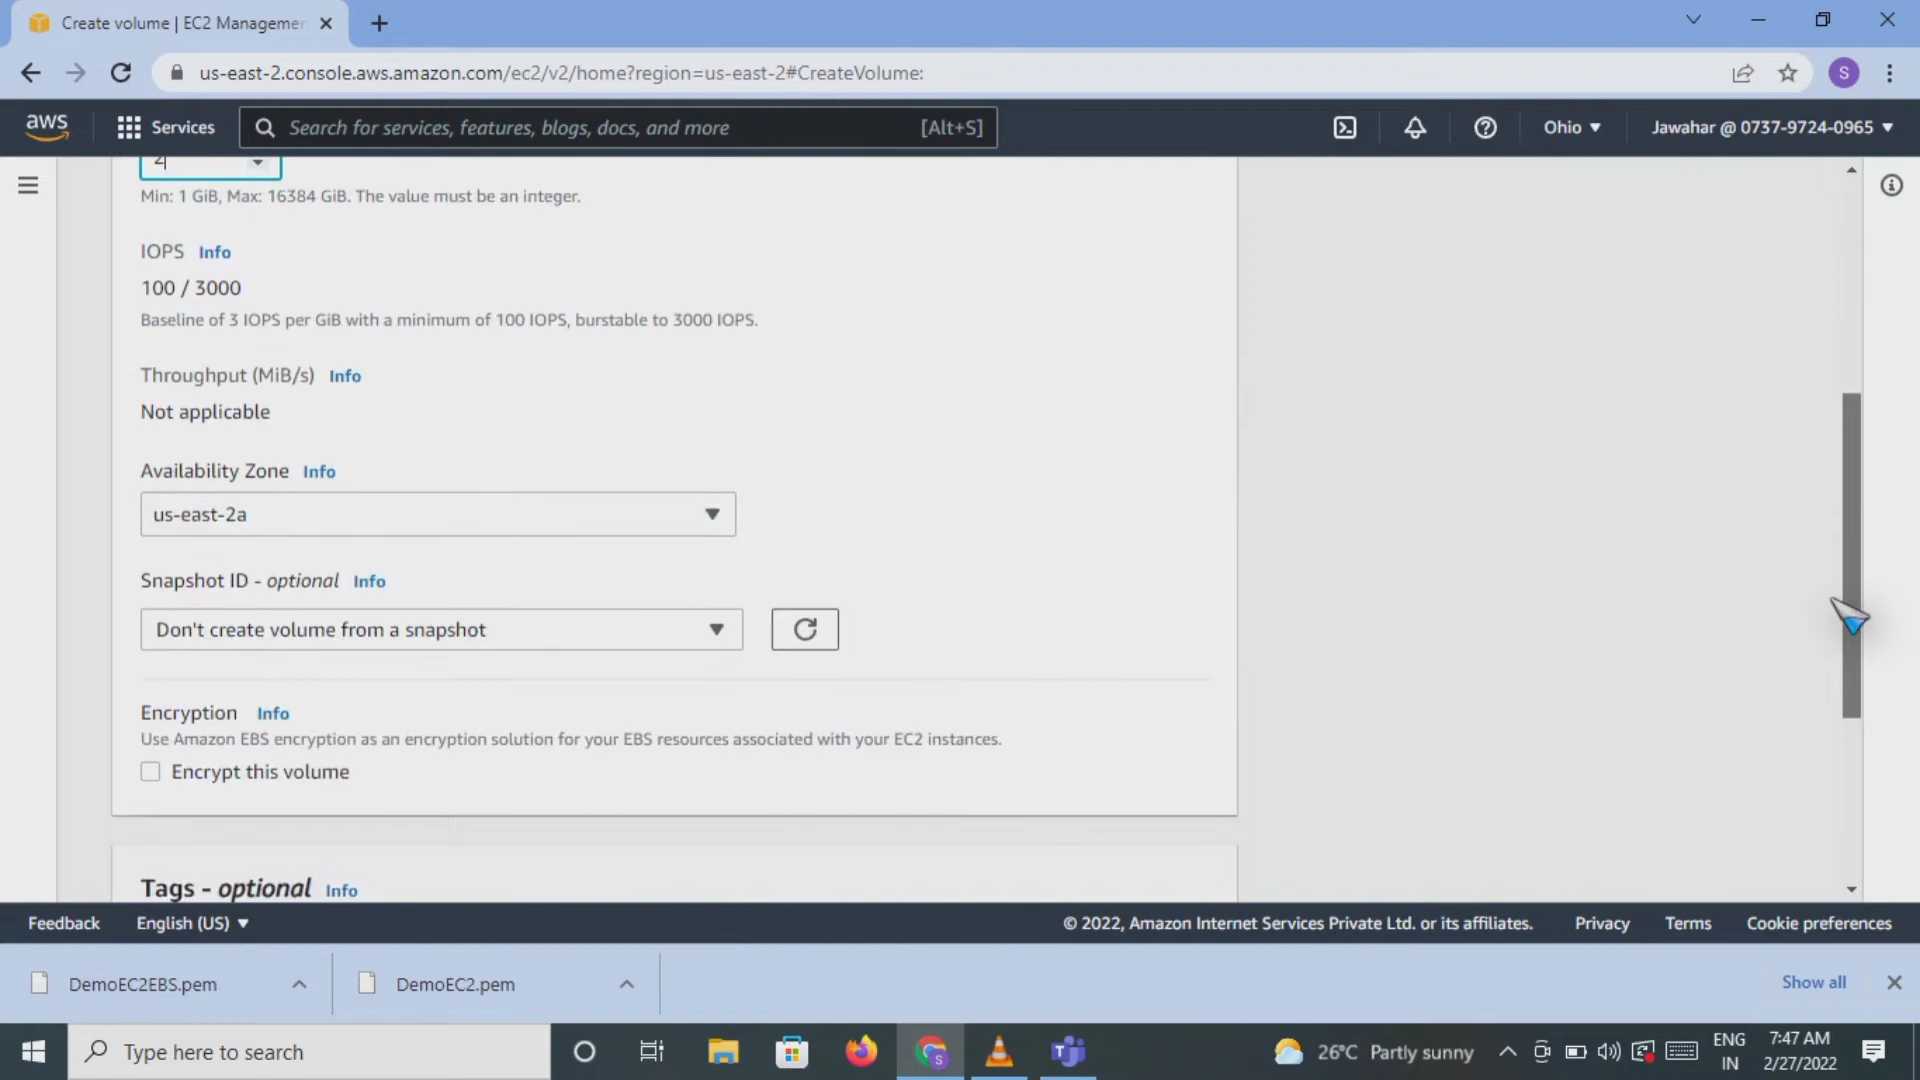 Create volume | EC2 Managemen
us-east-2.console.aws.amazon.com/ec2/v2/home?region=us-east-2#CreateVolume:
S
aws
Services
Search for services, features, blogs, docs, and more
[Alt+S]
Ohio
Jawahar @ 0737-9724-0965
2
Min: 1 GiB, Max: 16384 GiB. The value must be an integer.
IOPS Info
100 / 3000
Baseline of 3 IOPS per GiB with a minimum of 100 IOPS, burstable to 3000 IOPS.
Throughput (MiB/s) Info
Not applicable
Availability Zone Info
us-east-2a
Snapshot ID - optional Info
Don't create volume from a snapshot
Encryption Info
Use Amazon EBS encryption as an encryption solution for your EBS resources associated with your EC2 instances.
Encrypt this volume
Tags - optional Info
Feedback
English (US)
© 2022, Amazon Internet Services Private Ltd. or its affiliates.
Privacy
Terms
Cookie preferences
DemoEC2EBS.pem
DemoEC2.pem
Show all
Type here to search
S
26°C Partly sunny
ENG
IN
7:47 AM
2/27/2022